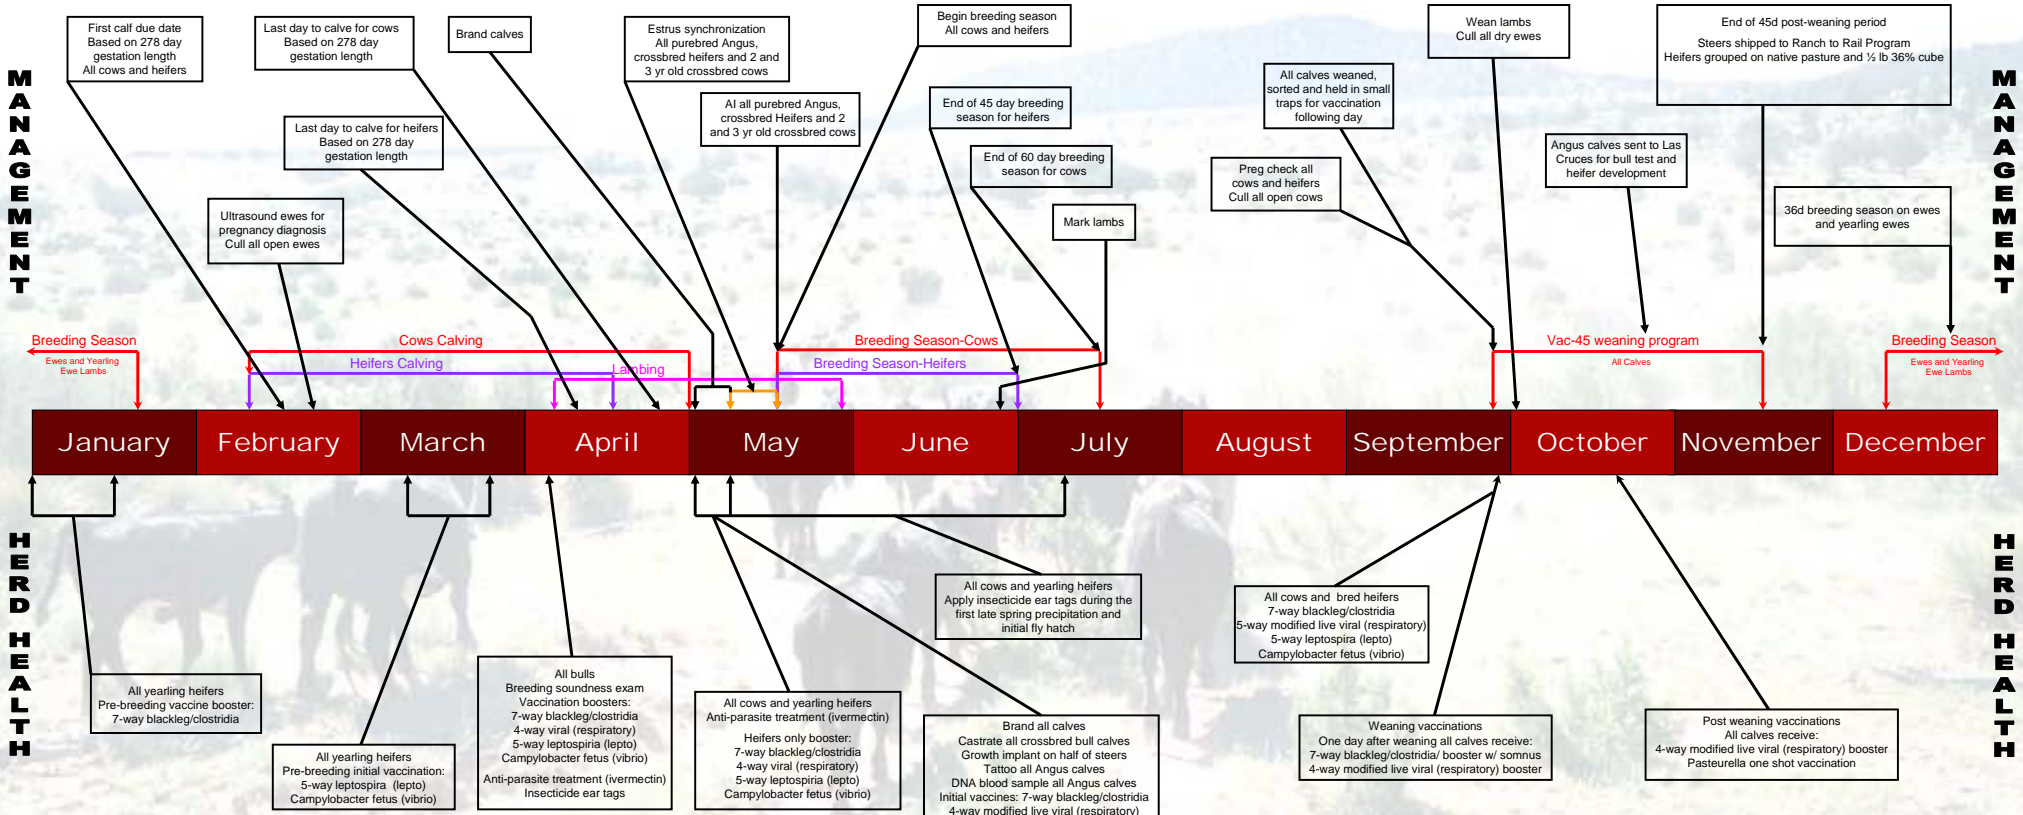 MANAGEMENT
First calf due date
Based on 278 day
gestation length
All cows and heifers
Last day to calve for cows
Based on 278 day
gestation length
Brand calves
Estrus synchronization
All purebred Angus,
crossbred heifers and 2 and
3 yr old crossbred cows
Begin breeding season
All cows and heifers
Wean lambs
Cull all dry ewes
End of 45d post-weaning period
Steers shipped to Ranch to Rail Program
Heifers grouped on native pasture and ½ lb 36% cube
MANAGEMENT
Last day to calve for heifers
Based on 278 day
gestation length
AI all purebred Angus,
crossbred Heifers and 2
and 3 yr old crossbred cows
End of 45 day breeding
season for heifers
All calves weaned,
sorted and held in small
traps for vaccination
following day
End of 60 day breeding
season for cows
Angus calves sent to Las
Cruces for bull test and
heifer development
Ultrasound ewes for
pregnancy diagnosis
Cull all open ewes
Mark lambs
Preg check all
cows and heifers
Cull all open cows
36d breeding season on ewes
and yearling ewes
Breeding Season
Ewes and Yearling
Ewe Lambs
Cows Calving
Heifers Calving
Lambing
Breeding Season-Cows
Breeding Season-Heifers
Vac-45 weaning program
All Calves
Breeding Season
Ewes and Yearling
Ewe Lambs
January February March April May June July August September October November December
HERD HEALTH
All yearling heifers
Pre-breeding vaccine booster:
7-way blackleg/clostridia
All yearling heifers
Pre-breeding initial vaccination:
5-way leptospira (lepto)
Campylobacter fetus (vibrio)
All bulls
Breeding soundness exam
Vaccination boosters:
7-way blackleg/clostridia
4-way viral (respiratory)
5-way leptospiria (lepto)
Campylobacter fetus (vibrio)
Anti-parasite treatment (ivermectin)
Insecticide ear tags
All cows and yearling heifers
Anti-parasite treatment (ivermectin)
Heifers only booster:
7-way blackleg/clostridia
4-way viral (respiratory)
5-way leptospiria (lepto)
Campylobacter fetus (vibrio)
All cows and yearling heifers
Apply insecticide ear tags during the
first late spring precipitation and
initial fly hatch
Brand all calves
Castrate all crossbred bull calves
Growth implant on half of steers
Tattoo all Angus calves
DNA blood sample all Angus calves
Initial vaccines: 7-way blackleg/clostridia
4-way modified live viral (respiratory)
All cows and bred heifers
7-way blackleg/clostridia
5-way modified live viral (respiratory)
5-way leptospira (lepto)
Campylobacter fetus (vibrio)
Weaning vaccinations
One day after weaning all calves receive:
7-way blackleg/clostridia/ booster w/ somnus
4-way modified live viral (respiratory) booster
Post weaning vaccinations
All calves receive:
4-way modified live viral (respiratory) booster
Pasteurella one shot vaccination
HERD HEALTH